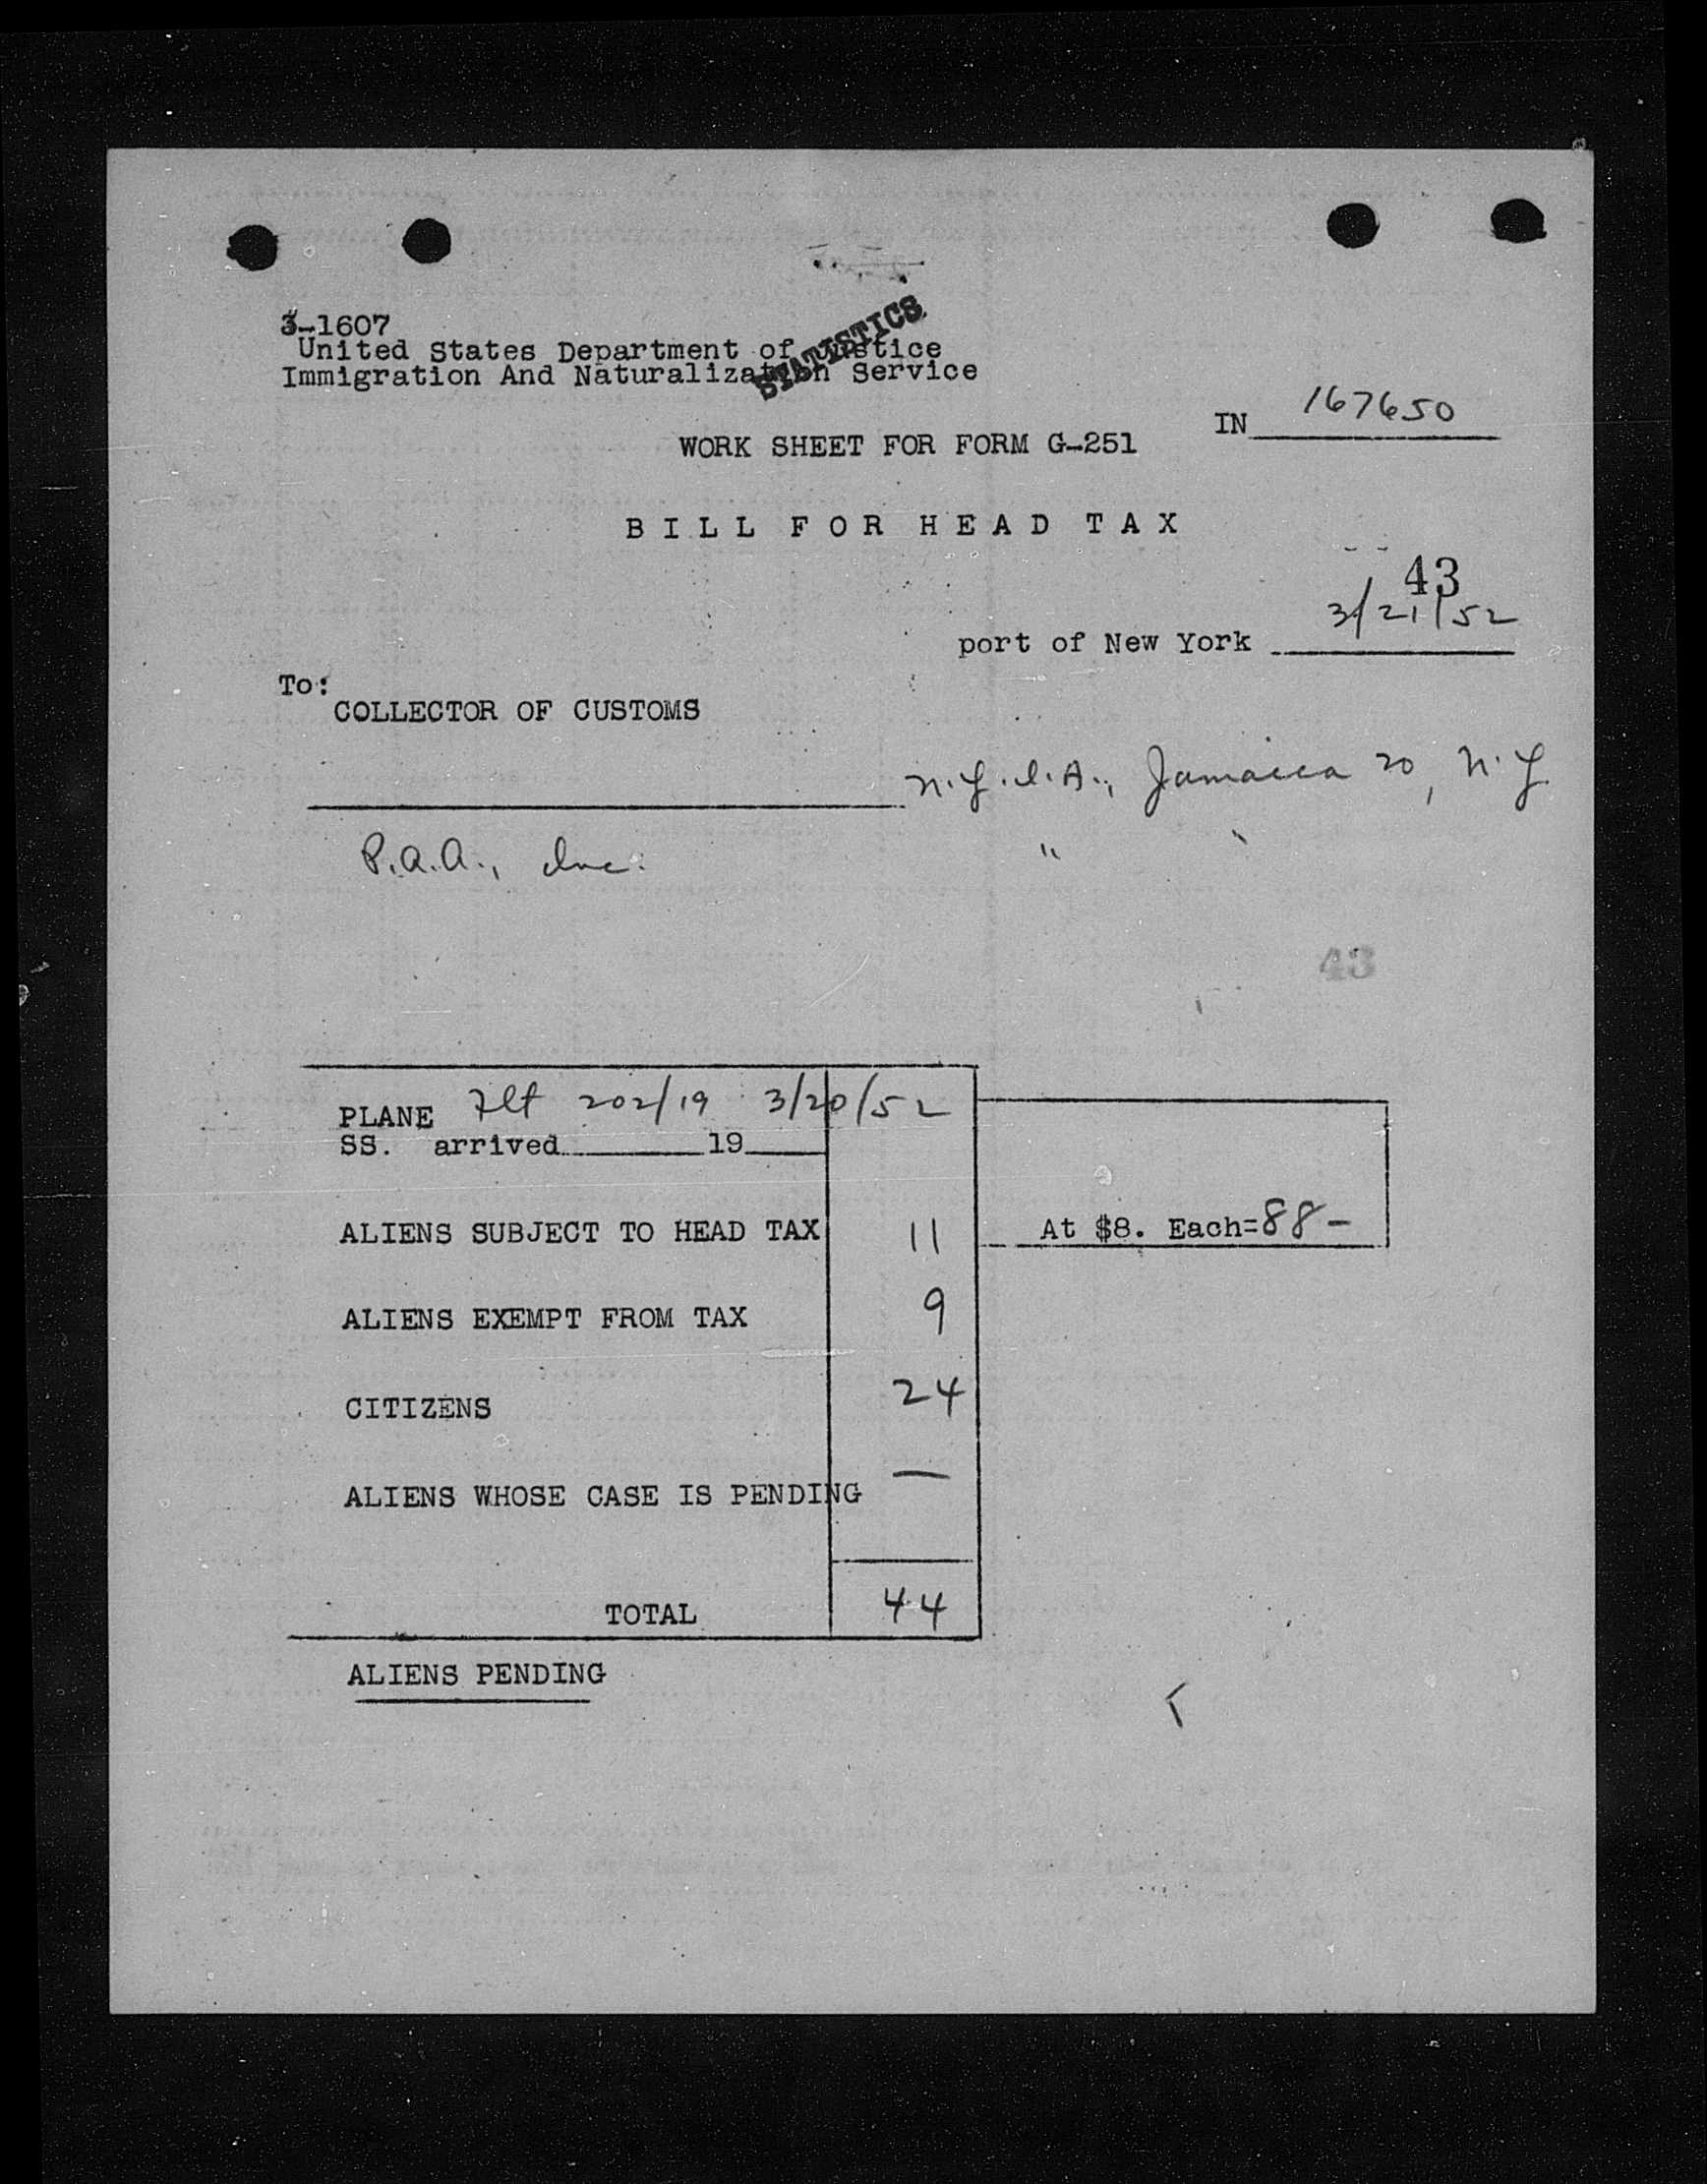 3-1607
United States Department of Justice
Immigration And Naturalization Service
STATISTICS
IN 167650
WORK SHEET FOR FORM G-251
BILL FOR HEAD TAX
43
port of New York 3/21/52
To:
COLLECTOR OF CUSTOMS
N.Y.I.A., Jamaica 20, N.Y.
P.A.A., Inc. "
43
PLANE Flt 202/19 3/20/52
SS. arrived 19
ALIENS SUBJECT TO HEAD TAX 11 At $8. Each=88-
ALIENS EXEMPT FROM TAX 9
CITIZENS 24
ALIENS WHOSE CASE IS PENDING —
TOTAL 44
ALIENS PENDING